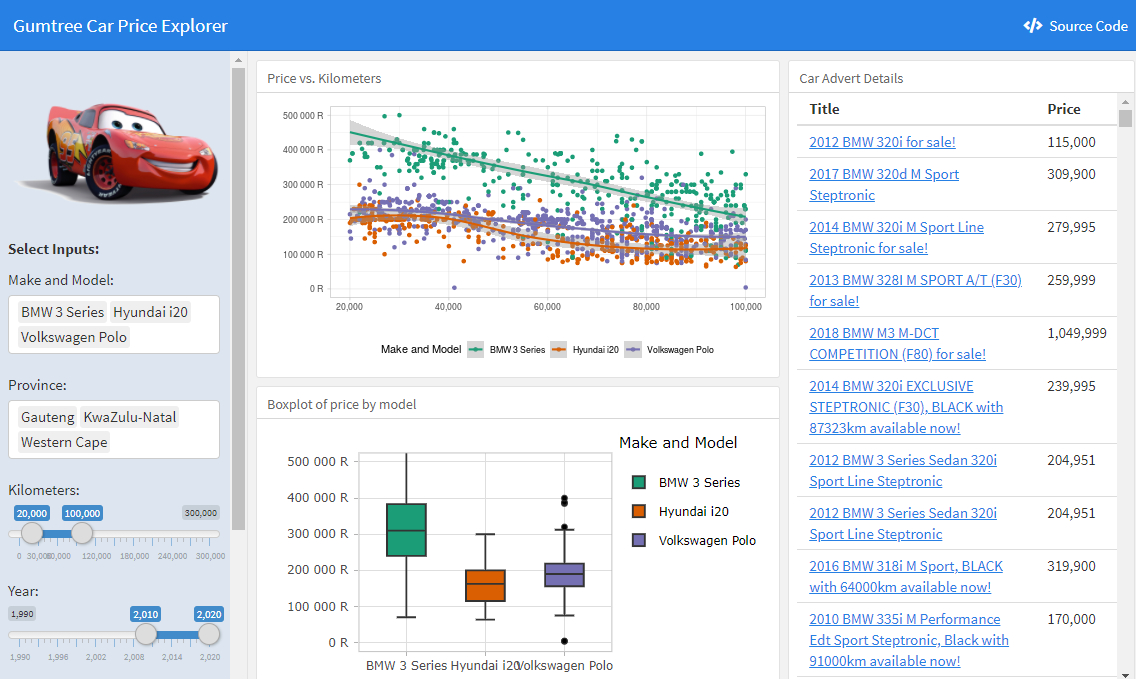 Gumtree Car Price Explorer
Source Code
Select Inputs:
Make and Model:
BMW 3 Series Hyundai i20
Volkswagen Polo
Province:
Gauteng KwaZulu-Natal
Western Cape
Kilometers:
20,000 100,000 300,000
0 30,000 60,000 120,000 180,000 240,000 300,000
Year:
1,990 2,010 2,020
1,990 1,996 2,002 2,008 2,014 2,020
Price vs. Kilometers
500 000 R
400 000 R
300 000 R
200 000 R
100 000 R
0 R
20,000 40,000 60,000 80,000 100,000
Make and Model BMW 3 Series Hyundai i20 Volkswagen Polo
Boxplot of price by model
500 000 R
400 000 R
300 000 R
200 000 R
100 000 R
0 R
BMW 3 Series Hyundai i20 Volkswagen Polo
Make and Model
BMW 3 Series
Hyundai i20
Volkswagen Polo
Car Advert Details
Title Price
2012 BMW 320i for sale! 115,000
2017 BMW 320d M Sport 309,900
Steptronic
2014 BMW 320i M Sport Line 279,995
Steptronic for sale!
2013 BMW 328I M SPORT A/T (F30) 259,999
for sale!
2018 BMW M3 M-DCT 1,049,999
COMPETITION (F80) for sale!
2014 BMW 320i EXCLUSIVE 239,995
STEPTRONIC (F30), BLACK with
87323km available now!
2012 BMW 3 Series Sedan 320i 204,951
Sport Line Steptronic
2012 BMW 3 Series Sedan 320i 204,951
Sport Line Steptronic
2016 BMW 318i M Sport, BLACK 319,900
with 64000km available now!
2010 BMW 335i M Performance 170,000
Edt Sport Steptronic, Black with
91000km available now!